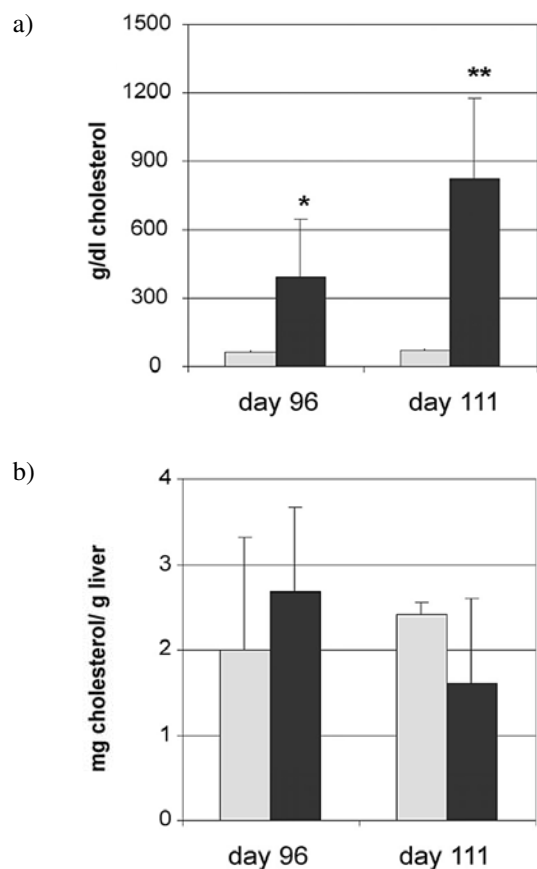 a)
g/dl cholesterol
1500
1200
900
600
300
0
*
**
day 96 day 111
b)
mg cholesterol/ g liver
4
3
2
1
0
day 96 day 111